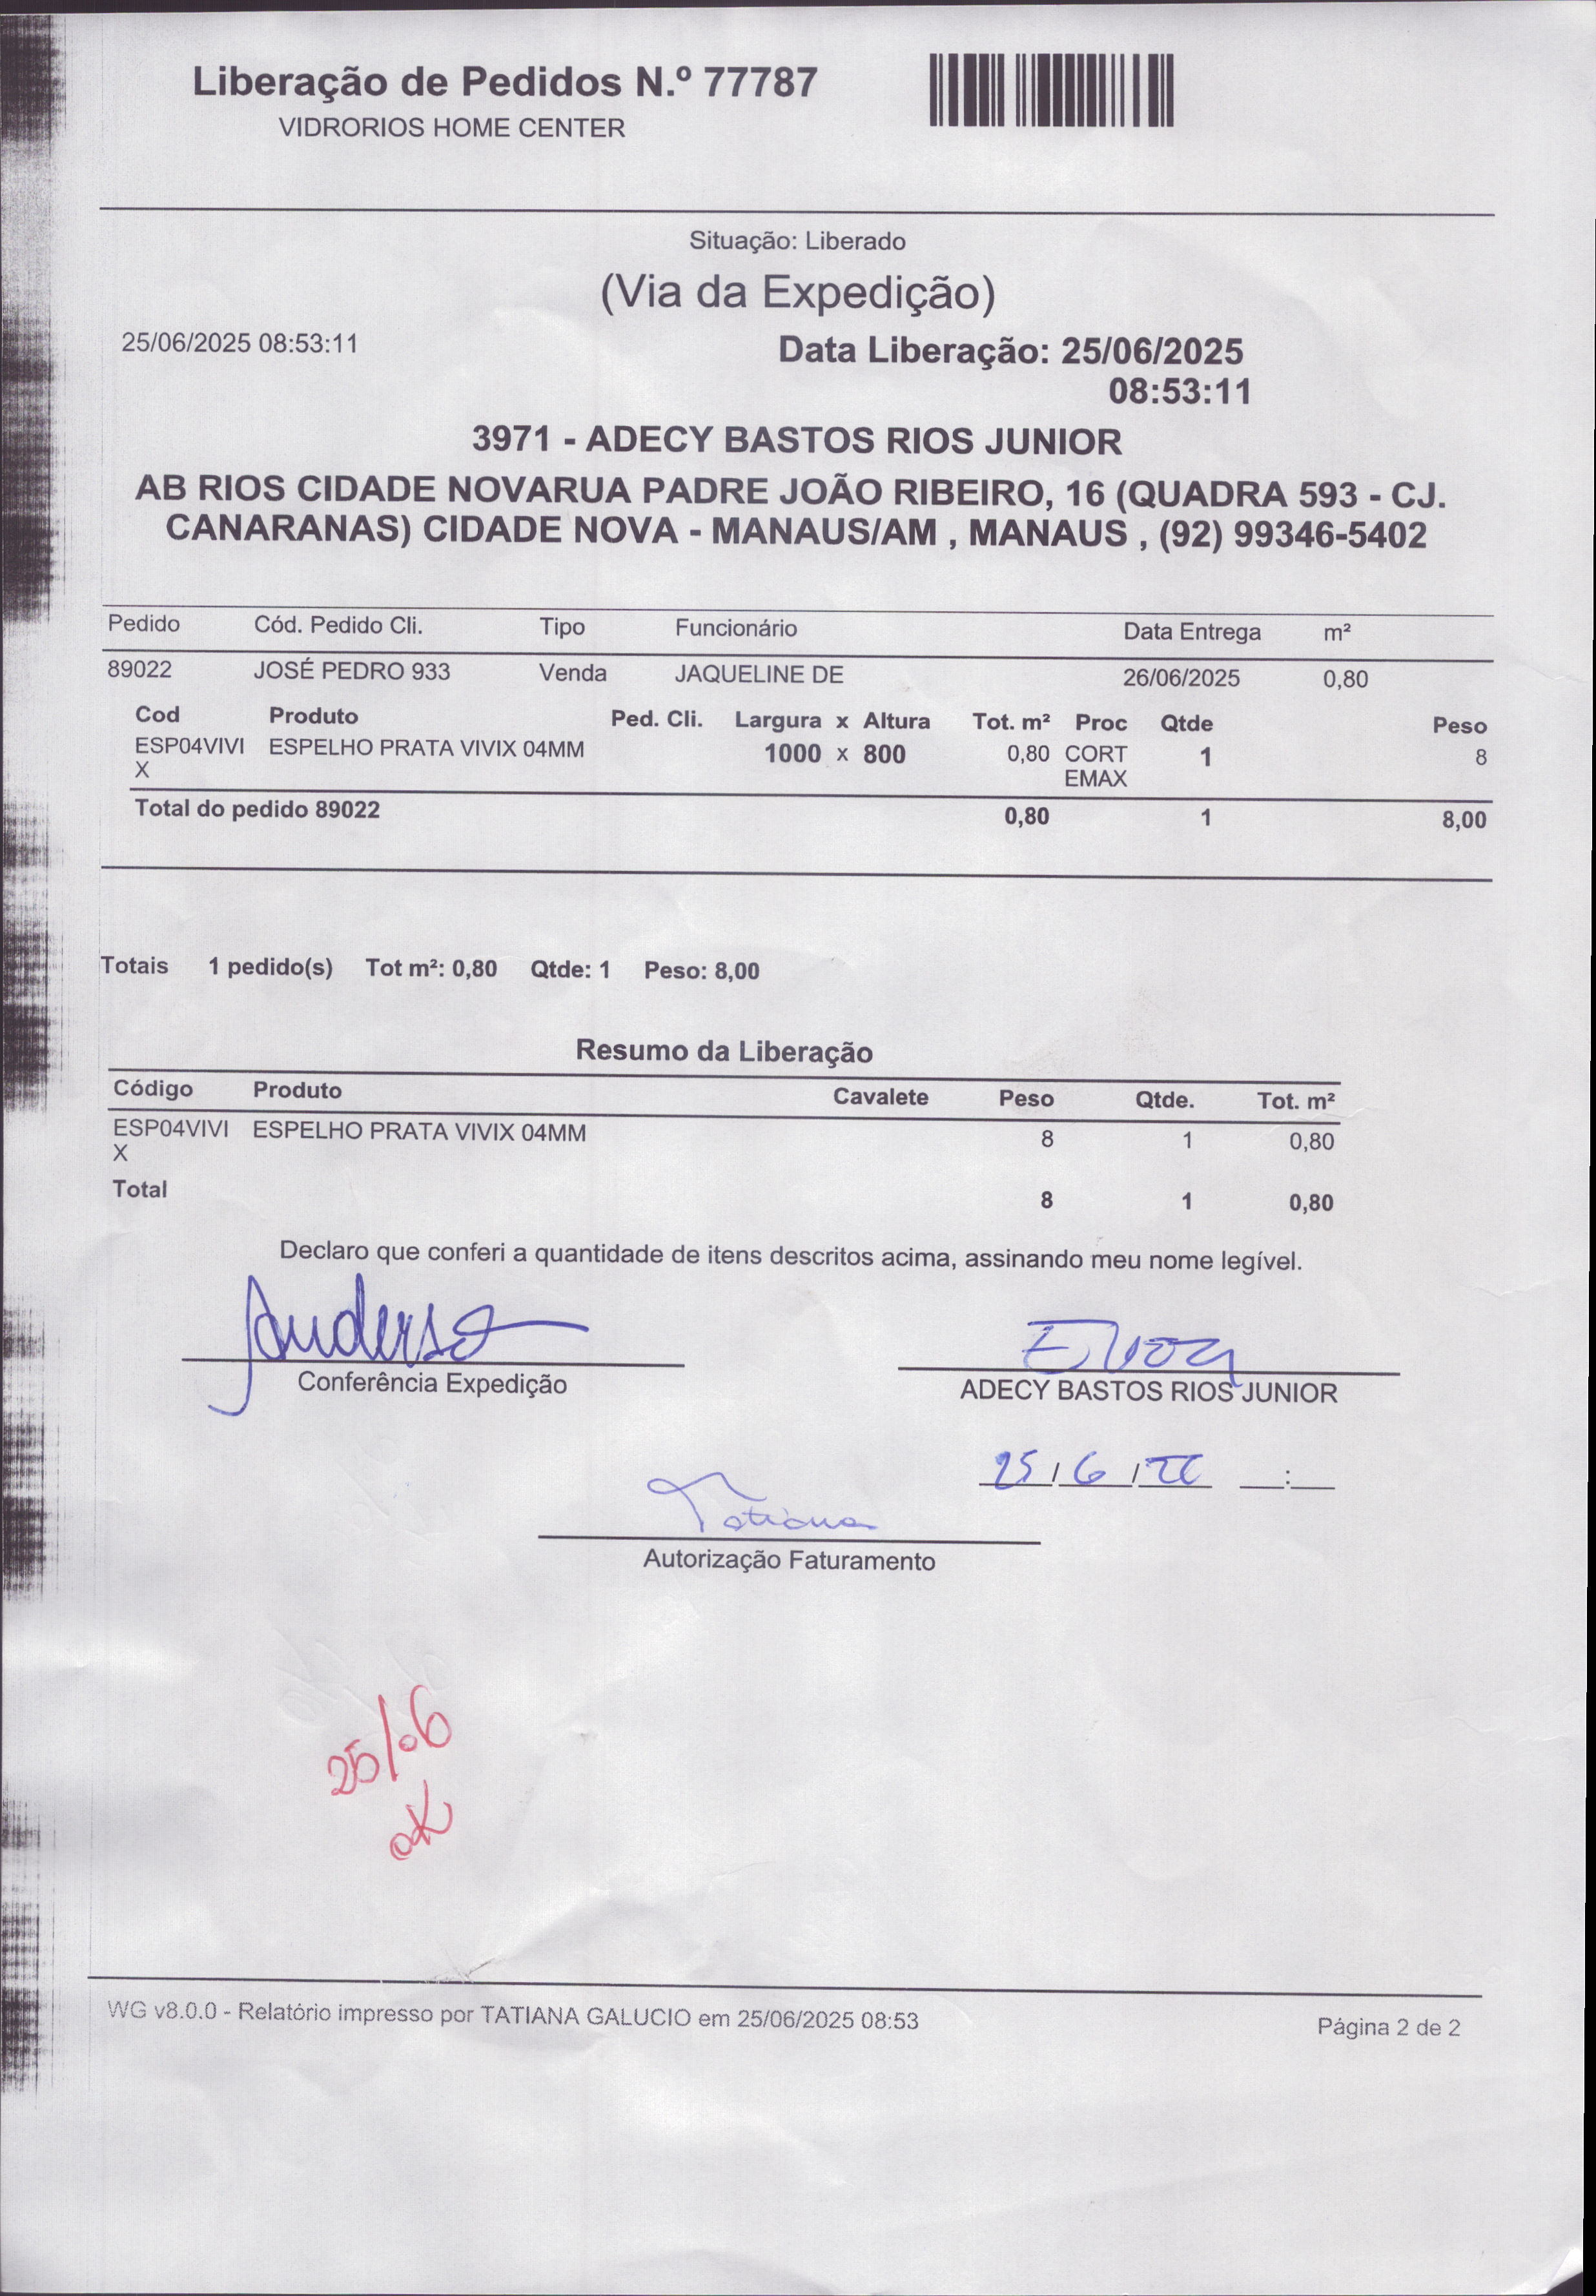 Liberação de Pedidos N.º 77787
VIDRORIOS HOME CENTER
Situação: Liberado
(Via da Expedição)
25/06/2025 08:53:11
Data Liberação: 25/06/2025
08:53:11
3971 - ADECY BASTOS RIOS JUNIOR
AB RIOS CIDADE NOVARUA PADRE JOÃO RIBEIRO, 16 (QUADRA 593 - CJ.
CANARANAS) CIDADE NOVA - MANAUS/AM , MANAUS , (92) 99346-5402
Pedido Cód. Pedido Cli. Tipo Funcionário Data Entrega m²
89022 JOSÉ PEDRO 933 Venda JAQUELINE DE 26/06/2025 0,80
Cod Produto Ped. Cli. Largura x Altura Tot. m² Proc Qtde Peso
ESP04VIVI ESPELHO PRATA VIVIX 04MM 1000 x 800 0,80 CORT 1 8
X EMAX
Total do pedido 89022 0,80 1 8,00
Totais 1 pedido(s) Tot m²: 0,80 Qtde: 1 Peso: 8,00
Resumo da Liberação
Código Produto Cavalete Peso Qtde. Tot. m²
ESP04VIVI ESPELHO PRATA VIVIX 04MM 8 1 0,80
X
Total 8 1 0,80
Declaro que conferi a quantidade de itens descritos acima, assinando meu nome legível.
Anderso
Conferência Expedição
ADECY BASTOS RIOS JUNIOR
25/6/ :
Tatiana
Autorização Faturamento
25/06
OK
WG v8.0.0 - Relatório impresso por TATIANA GALUCIO em 25/06/2025 08:53
Página 2 de 2